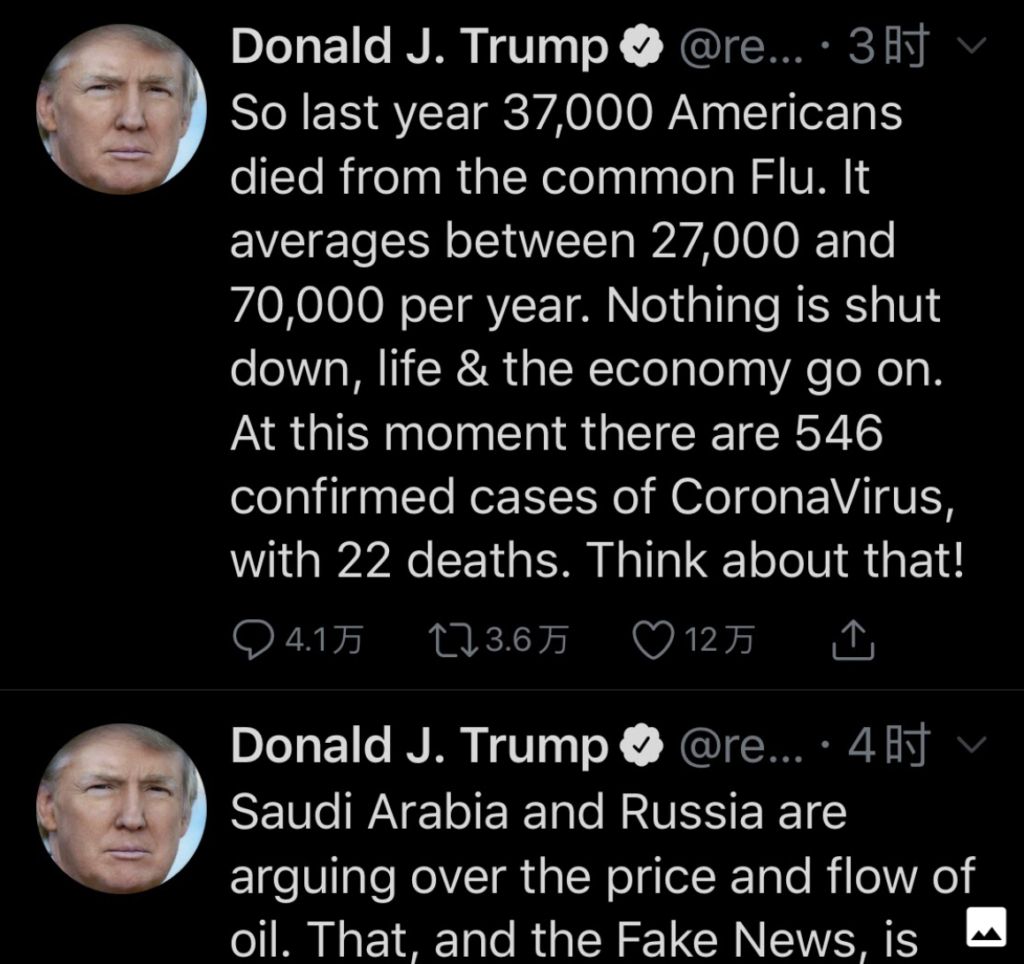 Donald J. Trump @re... · 3时
So last year 37,000 Americans
died from the common Flu. It
averages between 27,000 and
70,000 per year. Nothing is shut
down, life & the economy go on.
At this moment there are 546
confirmed cases of CoronaVirus,
with 22 deaths. Think about that!
4.1万 3.6万 12万
Donald J. Trump @re... · 4时
Saudi Arabia and Russia are
arguing over the price and flow of
oil. That, and the Fake News, is